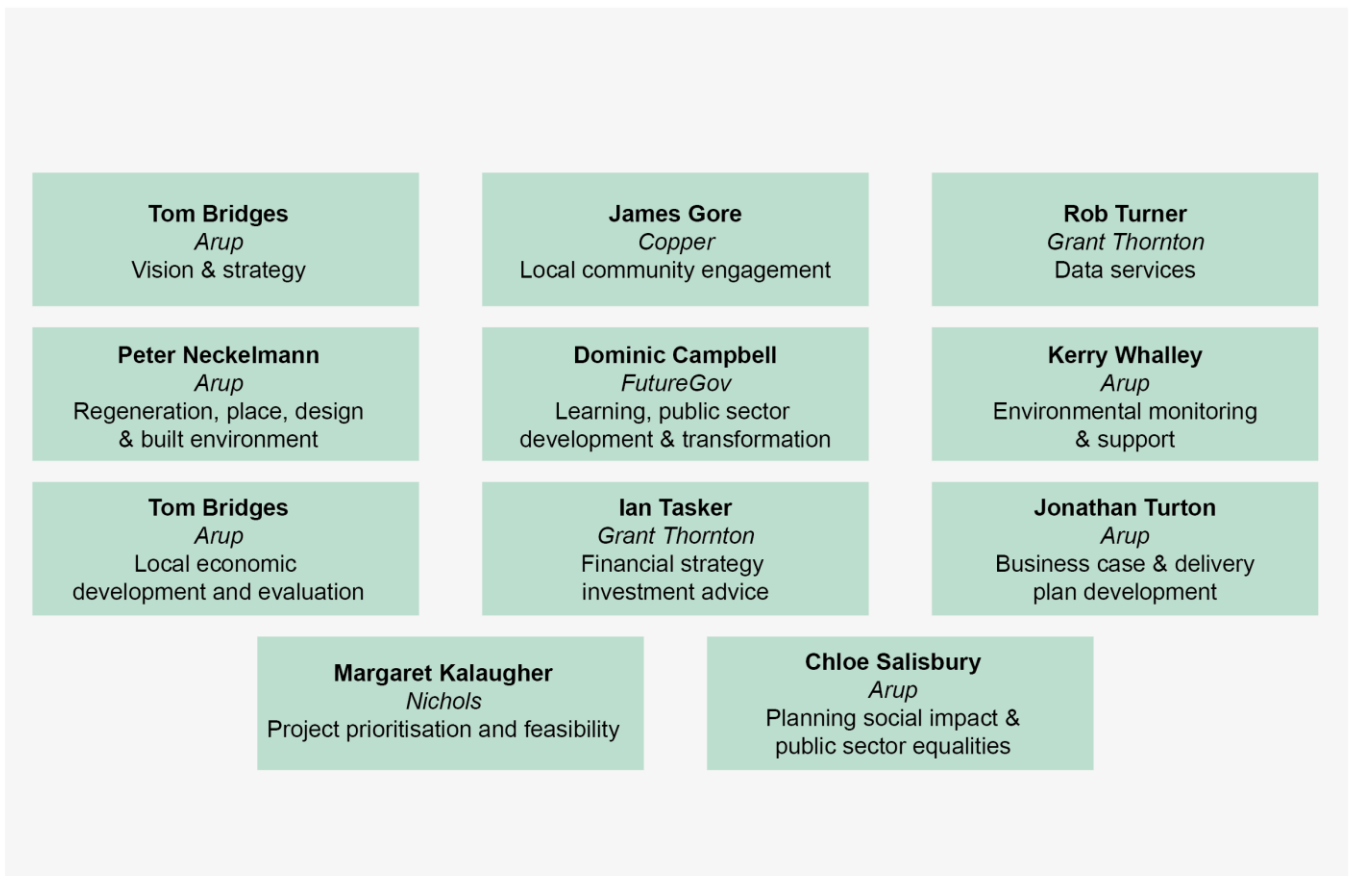 Tom Bridges
Arup
Vision & strategy
James Gore
Copper
Local community engagement
Rob Turner
Grant Thornton
Data services
Peter Neckelmann
Arup
Regeneration, place, design
& built environment
Dominic Campbell
FutureGov
Learning, public sector
development & transformation
Kerry Whalley
Arup
Environmental monitoring
& support
Tom Bridges
Arup
Local economic
development and evaluation
Ian Tasker
Grant Thornton
Financial strategy
investment advice
Jonathan Turton
Arup
Business case & delivery
plan development
Margaret Kalaugher
Nichols
Project prioritisation and feasibility
Chloe Salisbury
Arup
Planning social impact &
public sector equalities